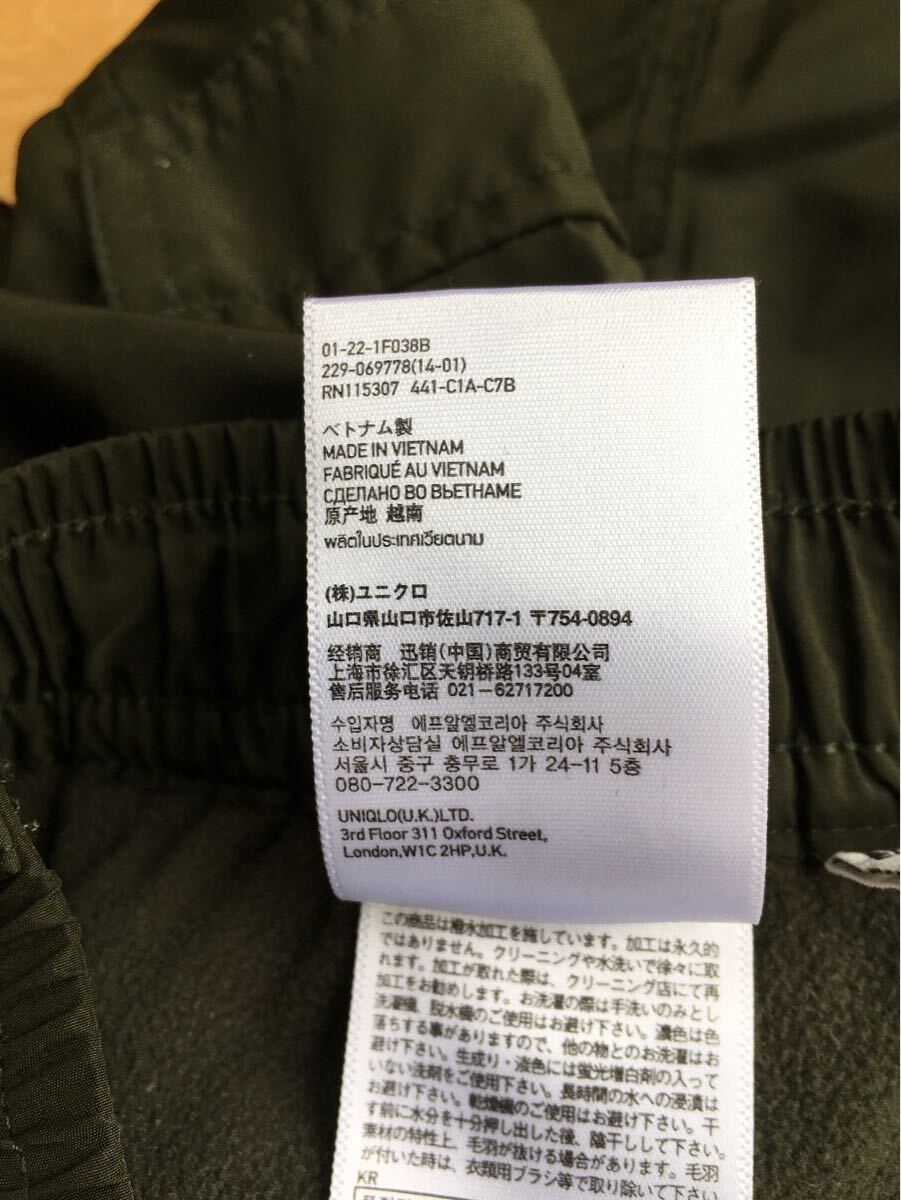 01-22-1F038B
229-069778(14-01)
RN115307 441-C1A-C7B
ベトナム製
MADE IN VIETNAM
FABRIQUÉ AU VIETNAM
СДЕЛАНО ВО ВЬЕТНАМЕ
原产地 越南
ผลิตในประเทศเวียดนาม
(株)ユニクロ
山口県山口市佐山717-1 〒754-0894
经销商 迅销(中国)商贸有限公司
上海市徐汇区天钥桥路133号04室
售后服务电话 021-62717200
수입자명 에프알엘코리아 주식회사
소비자상담실 에프알엘코리아 주식회사
서울시 중구 충무로 1가 24-11 5층
080-722-3300
UNIQLO(U.K.)LTD.
3rd Floor 311 Oxford Street,
London,W1C 2HP,U.K.
この商品は撥水加工を施しています。加工は永久的
ではありません。クリーニングや水洗いで徐々に取
れます。加工が取れた際は、クリーニング店にて再
加工をお勧めします。お洗濯の際は手洗いのみとし
洗濯機、脱水機のご使用はお避け下さい。濃色は色
落ちする事がありますので、他の物とのお洗濯はお
避け下さい。生成り・淡色には蛍光増白剤の入って
いない洗剤をご使用下さい。長時間の水への浸漬は
お避け下さい。乾燥機のご使用はお避け下さい。干
す前に水分を十分押し出した後、陰干しして下さい。
素材の特性上、毛羽が抜ける場合があります。毛羽
が付いた時は、衣類用ブラシ等で取り除いて下さい
KR